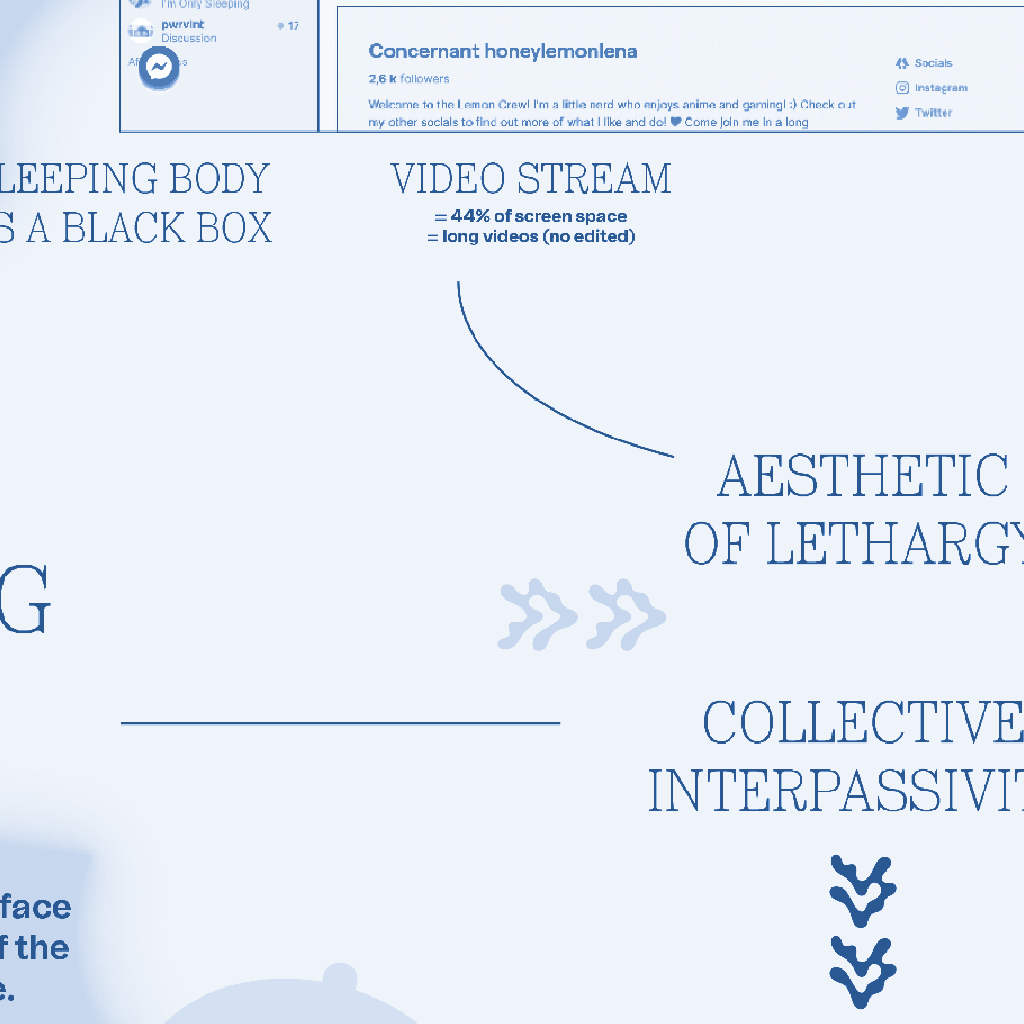 I'm Only Sleeping
pwrvint
17
Discussion
Concernant honeylemonlena
2,6 k followers
Welcome to the Lemon Crew! I'm a little nerd who enjoys anime and gaming! :) Check out
my other socials to find out more of what I like and do! ♥ Come join me in a long
Socials
Instagram
Twitter
LEEPING BODY
S A BLACK BOX
VIDEO STREAM
= 44% of screen space
= long videos (no edited)
AESTHETIC
OF LETHARGY
G
COLLECTIVE
INTERPASSIVIT
face
f the
e.